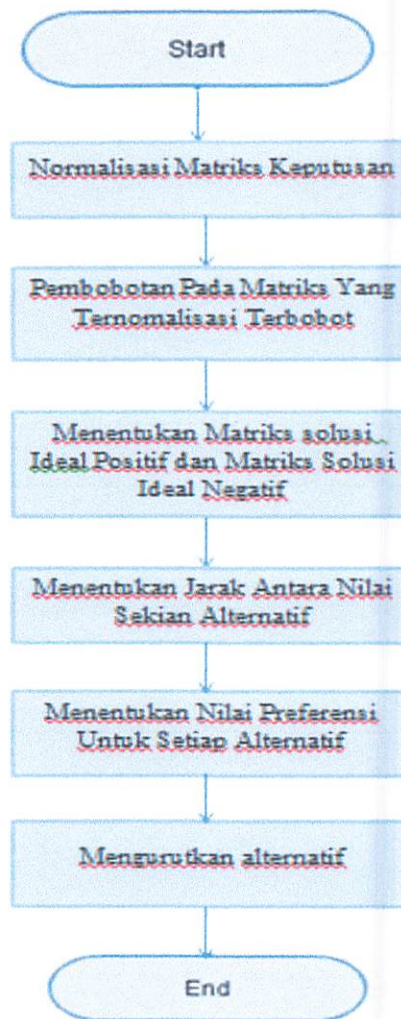 Start
Normalisasi Matriks Keputusan
Pembobotan Pada Matriks Yang
Ternomalisasi Terbobot
Menentukan Matriks solusi
Ideal Positif dan Matriks Solusi
Ideal Negatif
Menentukan Jarak Antara Nilai
Sekian Alternatif
Menentukan Nilai Preferensi
Untuk Setiap Alternatif
Mengurutkan alternatif
End